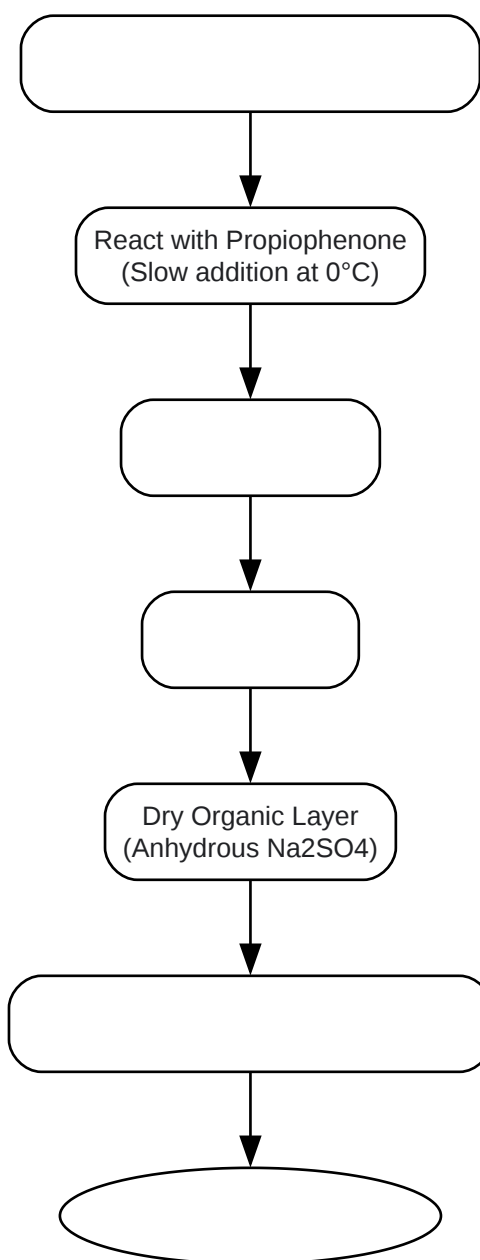 React with Propiophenone
(Slow addition at 0°C)
Dry Organic Layer
(Anhydrous Na2SO4)